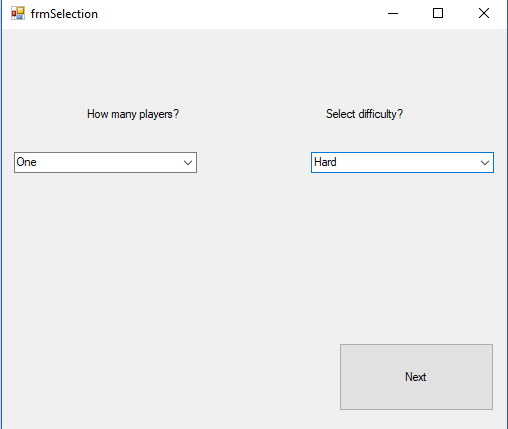 frmSelection
How many players?
Select difficulty?
One
Hard
Next